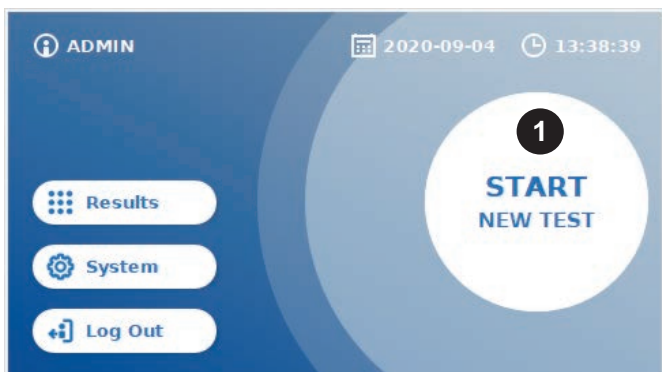 ADMIN 2020-09-04 13:38:39
1
START
NEW TEST
Results
System
Log Out